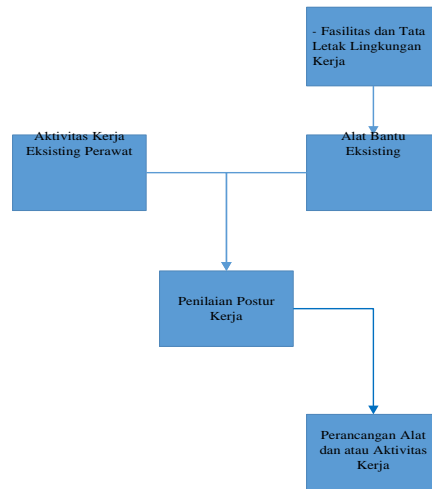 - Fasilitas dan Tata
Letak Lingkungan
Kerja
Aktivitas Kerja
Eksisting Perawat
Alat Bantu
Eksisting
Penilaian Postur
Kerja
Perancangan Alat
dan atau Aktivitas
Kerja